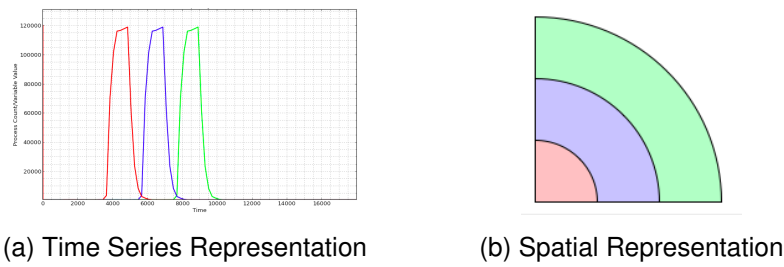 Process Count/Variable Value
120000
100000
80000
60000
40000
20000
0 2000 4000 6000 8000 10000 12000 14000 16000
Time
(a) Time Series Representation (b) Spatial Representation